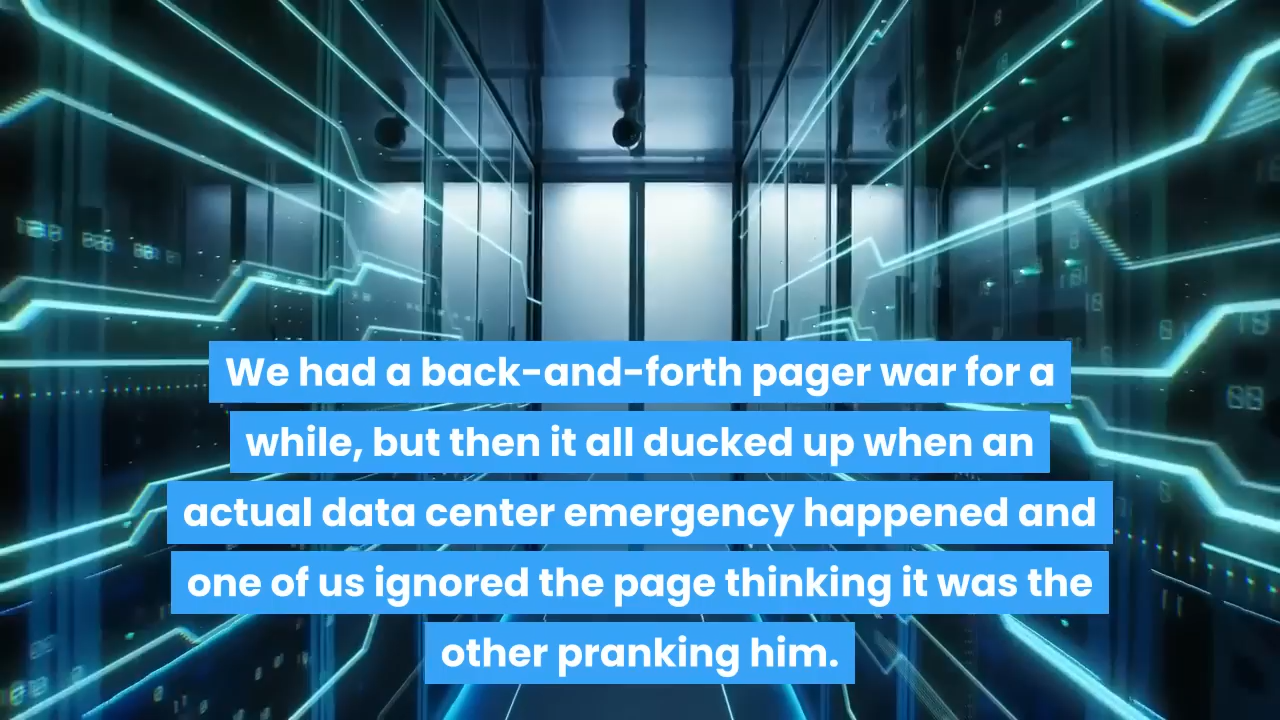 We had a back-and-forth pager war for a
while, but then it all ducked up when an
actual data center emergency happened and
one of us ignored the page thinking it was the
other pranking him.